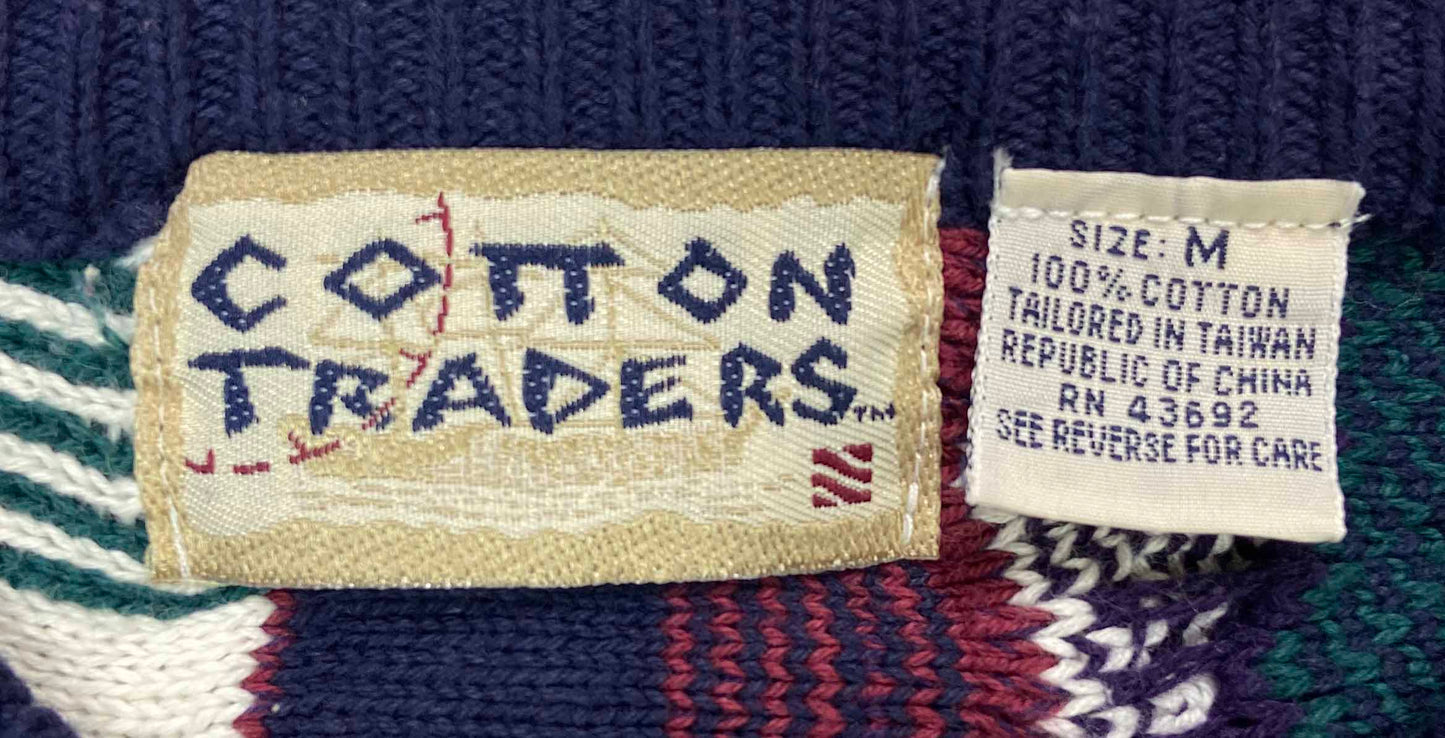 COTTON
TRADERS™
SIZE: M
100% COTTON
TAILORED IN TAIWAN
REPUBLIC OF CHINA
RN 43692
SEE REVERSE FOR CARE